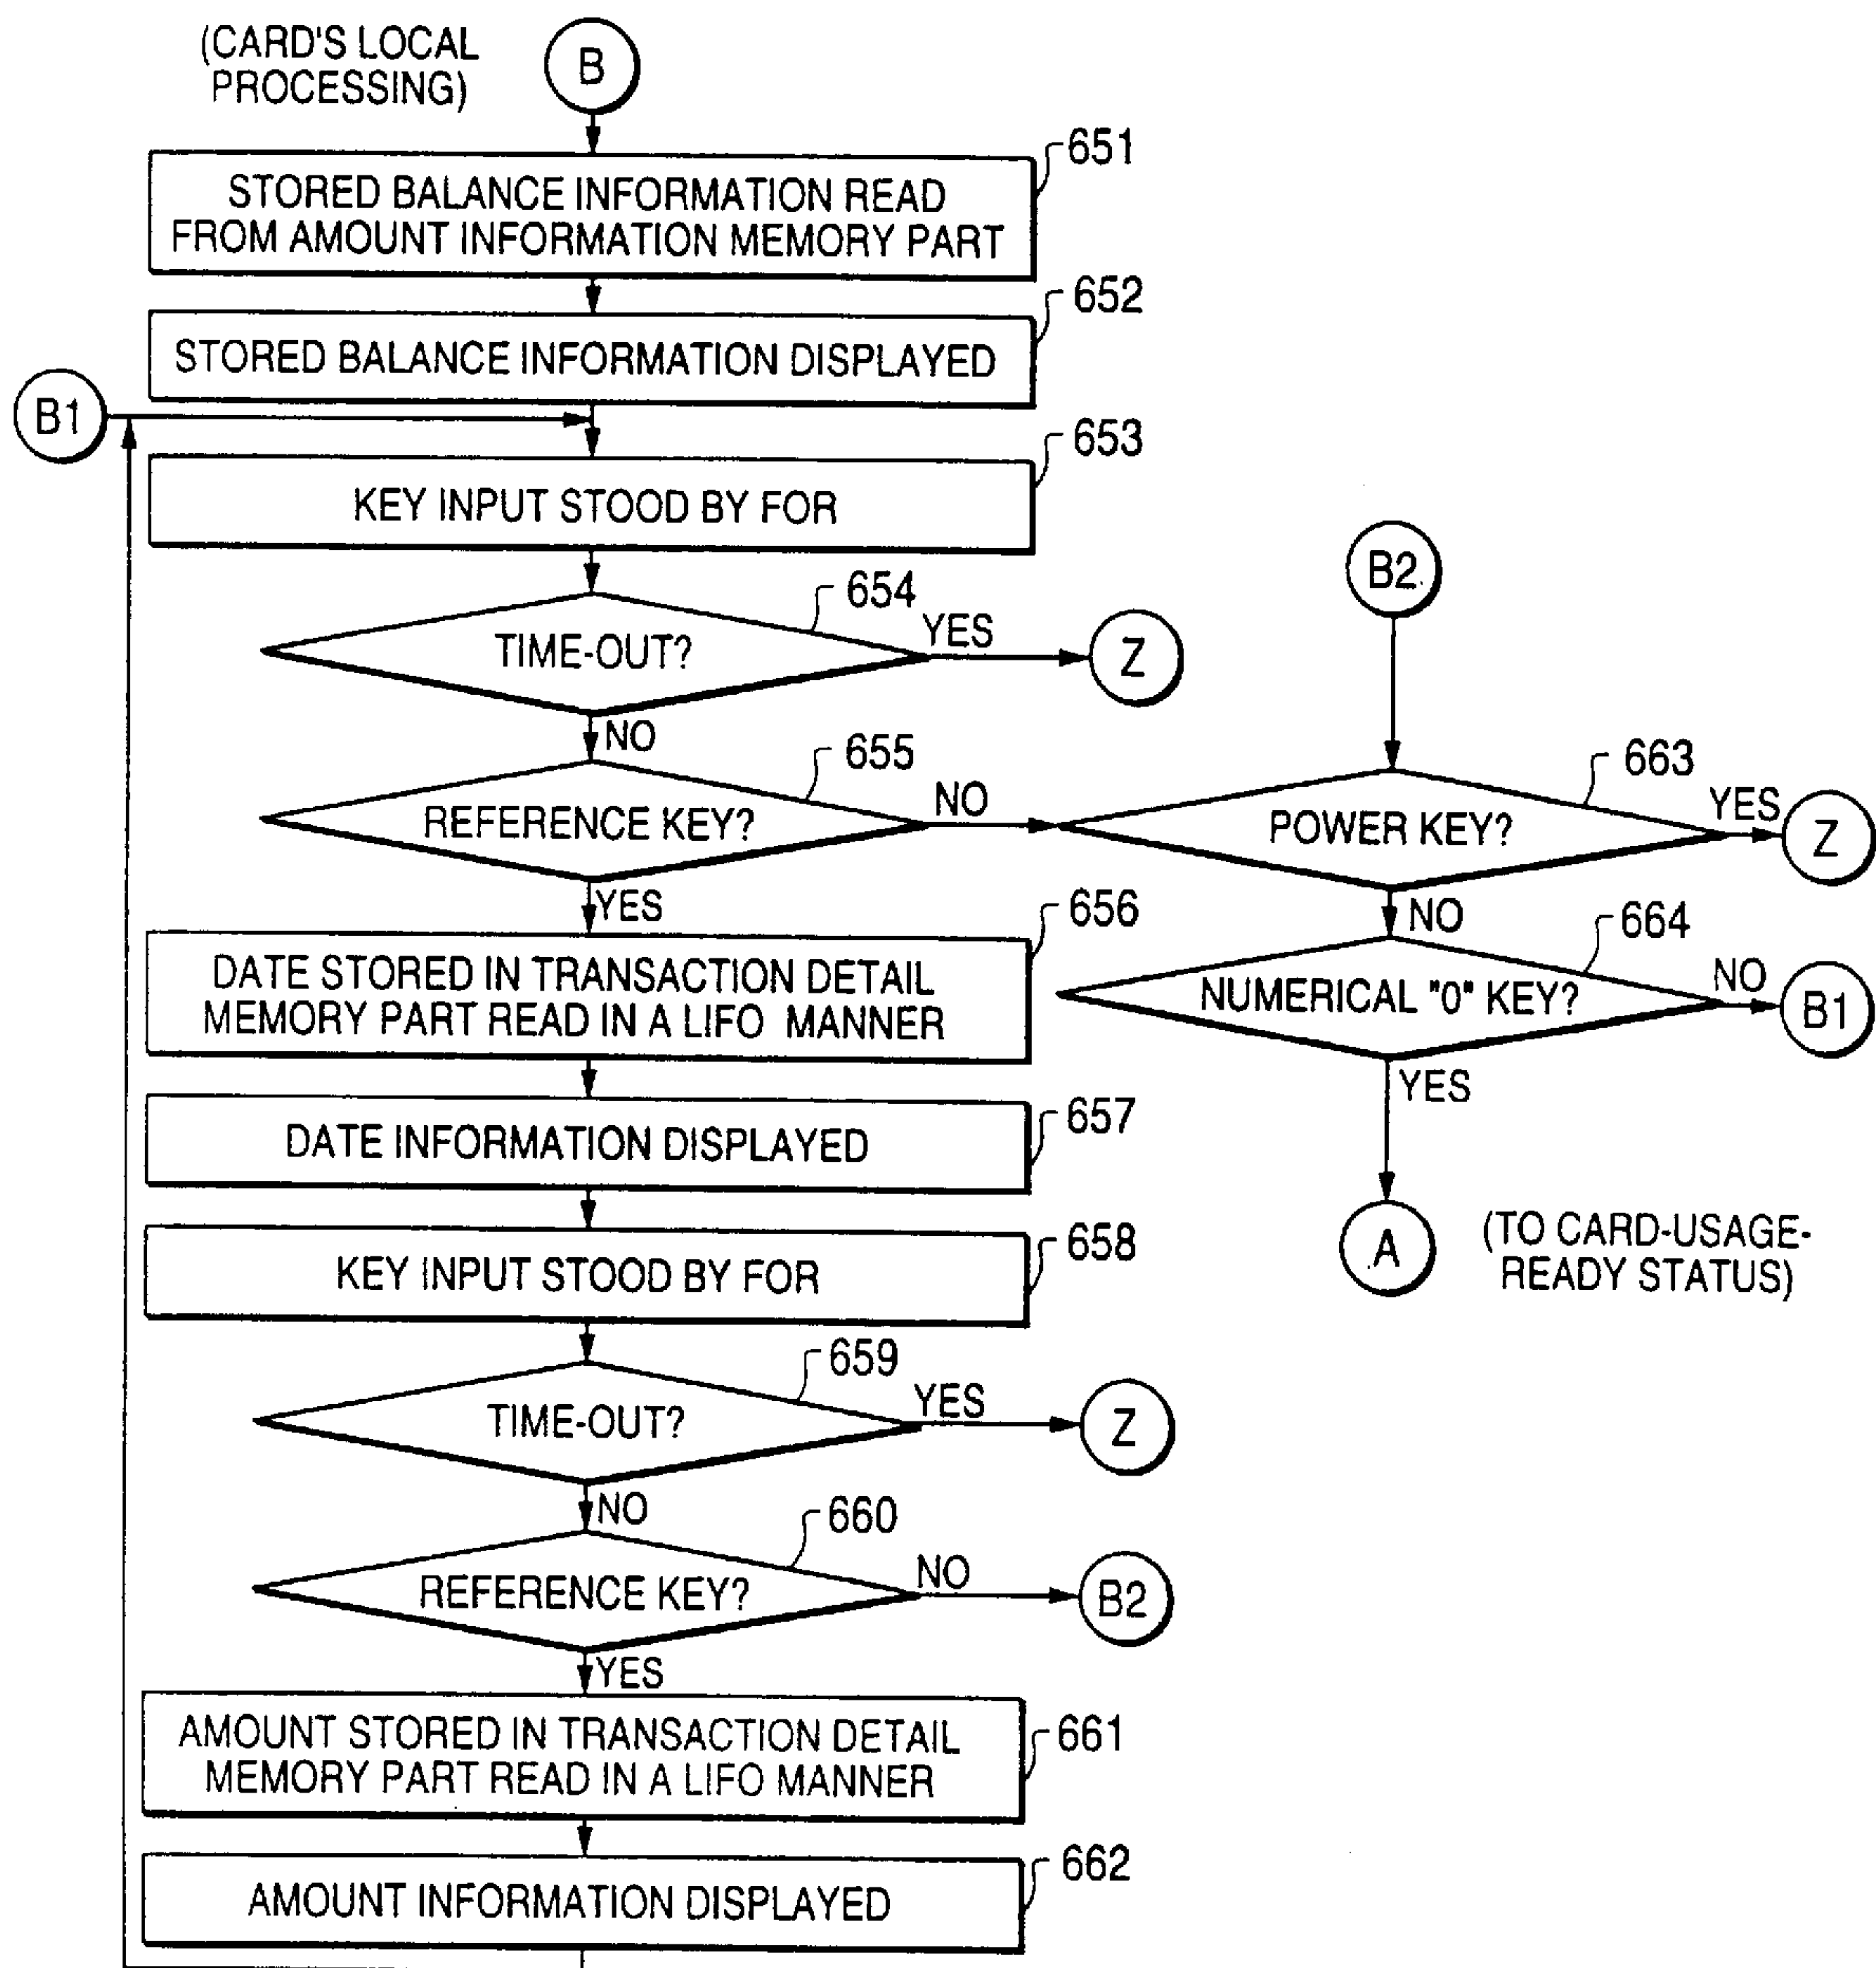 (CARD'S LOCAL
PROCESSING)
B
651
STORED BALANCE INFORMATION READ
FROM AMOUNT INFORMATION MEMORY PART
652
STORED BALANCE INFORMATION DISPLAYED
B1
653
KEY INPUT STOOD BY FOR
B2
654
TIME-OUT?
YES
Z
NO
655
REFERENCE KEY?
NO
663
POWER KEY?
YES
Z
YES
NO
656
DATE STORED IN TRANSACTION DETAIL
MEMORY PART READ IN A LIFO MANNER
664
NUMERICAL "0" KEY?
NO
B1
YES
657
DATE INFORMATION DISPLAYED
A
(TO CARD-USAGE-
READY STATUS)
658
KEY INPUT STOOD BY FOR
659
TIME-OUT?
YES
Z
NO
660
REFERENCE KEY?
NO
B2
YES
661
AMOUNT STORED IN TRANSACTION DETAIL
MEMORY PART READ IN A LIFO MANNER
662
AMOUNT INFORMATION DISPLAYED